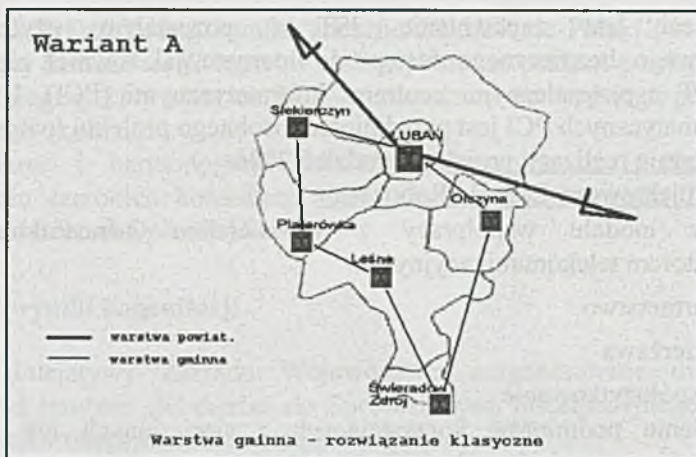 Wariant A
Siekierczyn
LUBAŃ
Olszyna
Platerówka
Leśna
warstwa powiat.
warstwa gminna
Świeradów
Zdrój
Warstwa gminna - rozwiązanie klasyczne